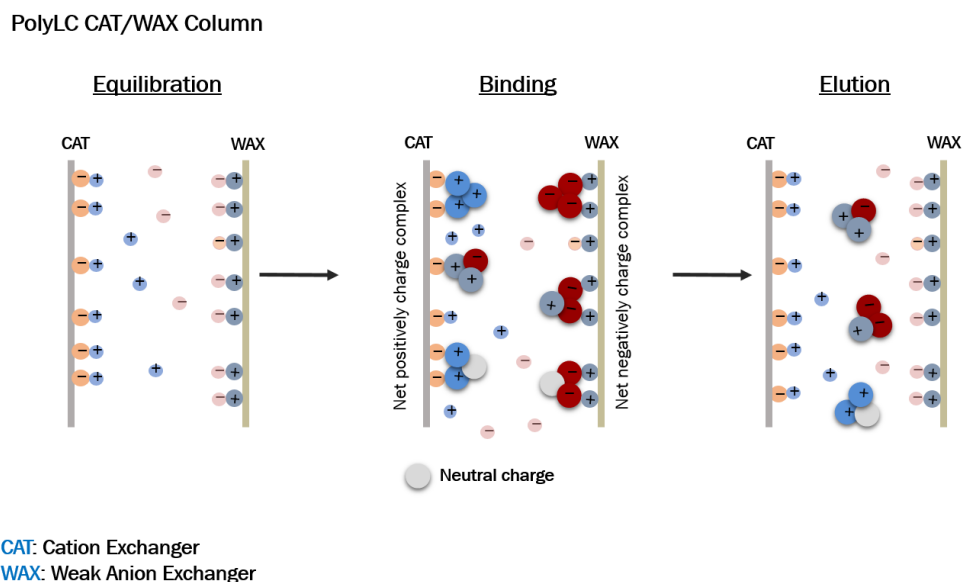 PolyLC CAT/WAX Column
Equilibration
Binding
Elution
CAT
WAX
CAT
WAX
CAT
WAX
Net positively charge complex
Net negatively charge complex
Neutral charge
CAT: Cation Exchanger
WAX: Weak Anion Exchanger